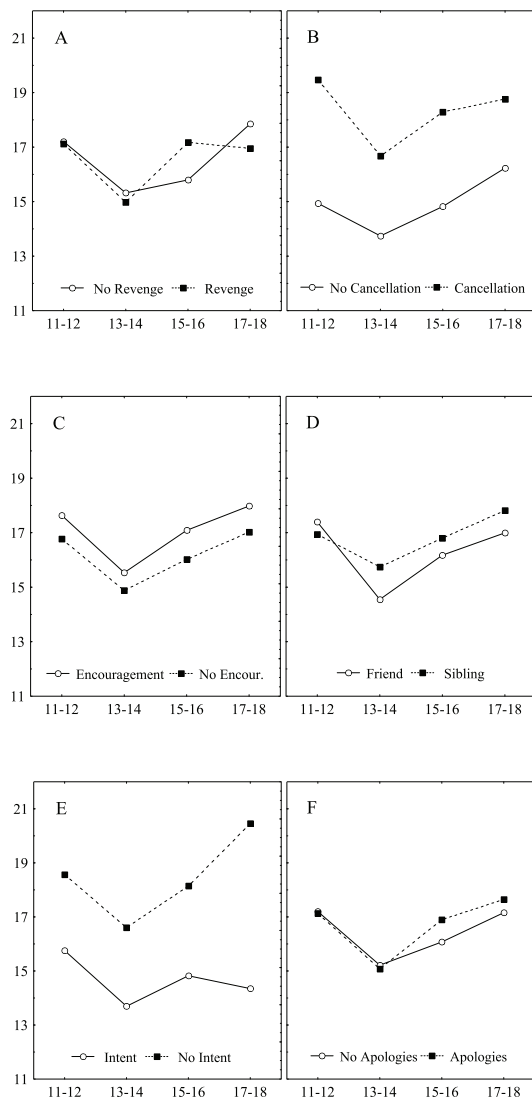 A
B
21
19
17
15
13
11
No Revenge Revenge
No Cancellation Cancellation
11-12 13-14 15-16 17-18
11-12 13-14 15-16 17-18
C
D
21
19
17
15
13
11
Encouragement No Encour.
Friend Sibling
11-12 13-14 15-16 17-18
11-12 13-14 15-16 17-18
E
F
21
19
17
15
13
11
Intent No Intent
No Apologies Apologies
11-12 13-14 15-16 17-18
11-12 13-14 15-16 17-18